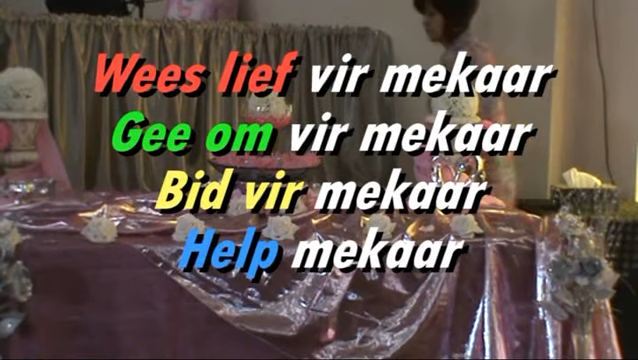 Wees lief vir mekaar
Gee om vir mekaar
Bid vir mekaar
Help mekaar